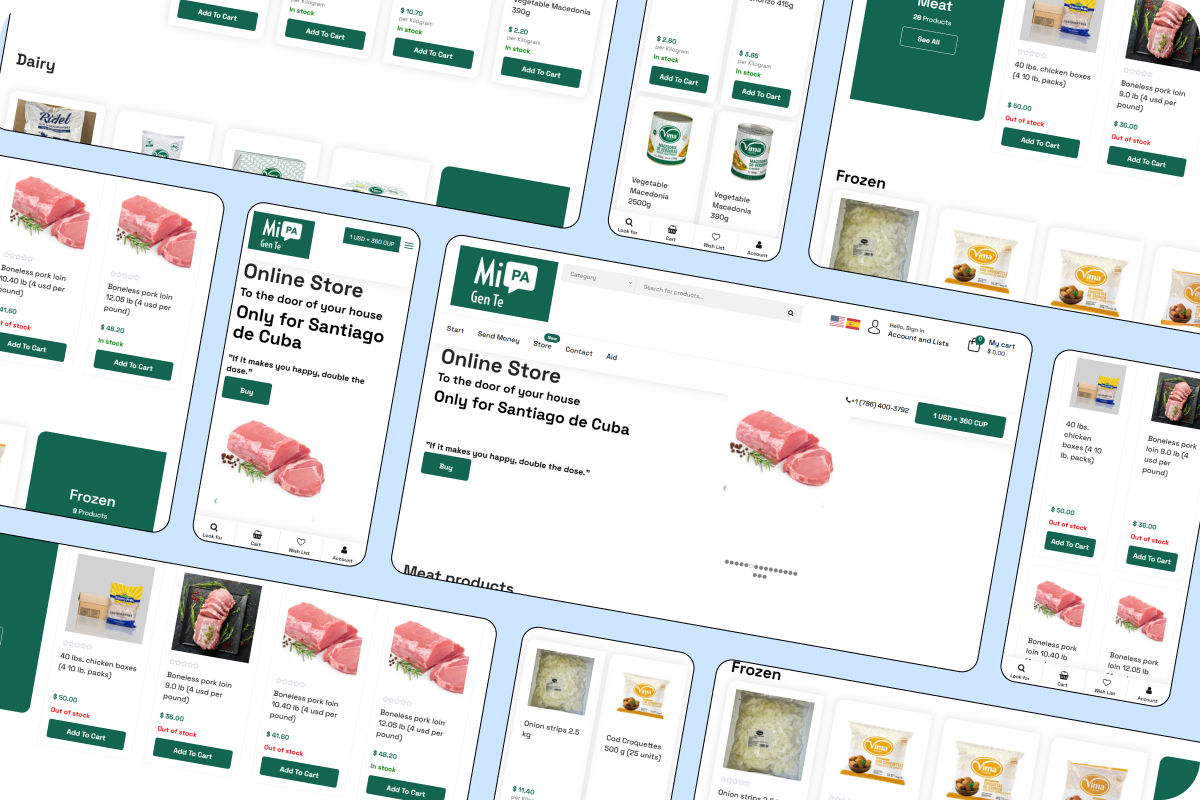 Add To Cart
per Kilogram
In stock
Add To Cart
$ 10.70
per Kilogram
In stock
Add To Cart
Vegetable Macedonia
390g
$ 2.20
per Kilogram
In stock
Add To Cart
Dairy
Ridel
$ 2.60
per Kilogram
In stock
Add To Cart
$ 3.85
per Kilogram
In stock
Add To Cart
Vima
Vegetable
Macedonia
2500g
Vima
Vegetable
Macedonia
390g
Look for
Cart
Wish List
Account
Meat
28 Products
See All
40 lbs. chicken boxes
(4 10 lb. packs)
$ 50.00
Out of stock
Add To Cart
Boneless pork loin
9.0 lb (4 usd per
pound)
$ 36.00
Out of stock
Add To Cart
Frozen
Vima
Vima
Boneless pork loin
10.40 lb (4 usd per
pound)
41.60
Out of stock
Add To Cart
Boneless pork loin
12.05 lb (4 usd per
pound)
$ 48.20
In stock
Add To Cart
Frozen
9 Products
Mi PA
Gen Te
1 USD = 360 CUP
Online Store
To the door of your house
Only for Santiago
de Cuba
"If it makes you happy, double the
dose."
Buy
Look for
Cart
Wish List
Account
Mi PA
Gen Te
Category
Search for products...
Hello, Sign in
Account and Lists
0
My cart
$ 0.00
Start
Send Money
Store
New
Contact
Aid
Online Store
To the door of your house
Only for Santiago de Cuba
"If it makes you happy, double the dose."
Buy
+1 (786) 400-3792
1 USD = 360 CUP
Meat products
40 lbs.
chicken
boxes (4 10
lb. packs)
$ 50.00
Out of stock
Add To Cart
Boneless pork
loin 9.0 lb (4
usd per
pound)
$ 36.00
Out of stock
Add To Cart
Boneless pork
loin 10.40 lb
Boneless pork
loin 12.05 lb
Look for
Cart
Wish List
Account
40 lbs. chicken boxes
(4 10 lb. packs)
$ 50.00
Out of stock
Add To Cart
Boneless pork loin
9.0 lb (4 usd per
pound)
$ 36.00
Out of stock
Add To Cart
Boneless pork loin
10.40 lb (4 usd per
pound)
$ 41.60
Out of stock
Add To Cart
Boneless pork loin
12.05 lb (4 usd per
pound)
$ 48.20
In stock
Add To Cart
Onion strips 2.5
kg
$ 11.40
per
Vima
Cod Croquettes
500 g (25 units)
Frozen
Onion strips 2.5
Vima
Vima